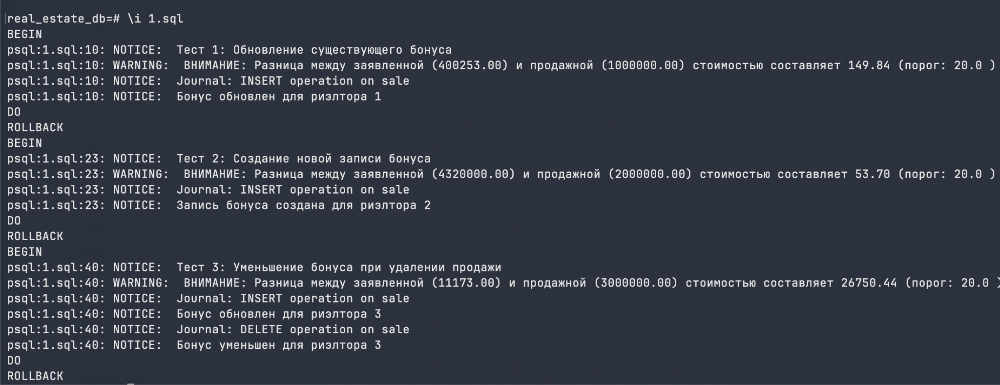 real_estate_db=# \i 1.sql
BEGIN
psql:1.sql:10: NOTICE:  Тест 1: Обновление существующего бонуса
psql:1.sql:10: WARNING:  ВНИМАНИЕ: Разница между заявленной (400253.00) и продажной (1000000.00) стоимостью составляет 149.84 (порог: 20.0 )
psql:1.sql:10: NOTICE:  Journal: INSERT operation on sale
psql:1.sql:10: NOTICE:  Бонус обновлен для риэлтора 1
DO
ROLLBACK
BEGIN
psql:1.sql:23: NOTICE:  Тест 2: Создание новой записи бонуса
psql:1.sql:23: WARNING:  ВНИМАНИЕ: Разница между заявленной (4320000.00) и продажной (2000000.00) стоимостью составляет 53.70 (порог: 20.0 )
psql:1.sql:23: NOTICE:  Journal: INSERT operation on sale
psql:1.sql:23: NOTICE:  Запись бонуса создана для риэлтора 2
DO
ROLLBACK
BEGIN
psql:1.sql:40: NOTICE:  Тест 3: Уменьшение бонуса при удалении продажи
psql:1.sql:40: WARNING:  ВНИМАНИЕ: Разница между заявленной (11173.00) и продажной (3000000.00) стоимостью составляет 26750.44 (порог: 20.0 )
psql:1.sql:40: NOTICE:  Journal: INSERT operation on sale
psql:1.sql:40: NOTICE:  Бонус обновлен для риэлтора 3
psql:1.sql:40: NOTICE:  Journal: DELETE operation on sale
psql:1.sql:40: NOTICE:  Бонус уменьшен для риэлтора 3
DO
ROLLBACK